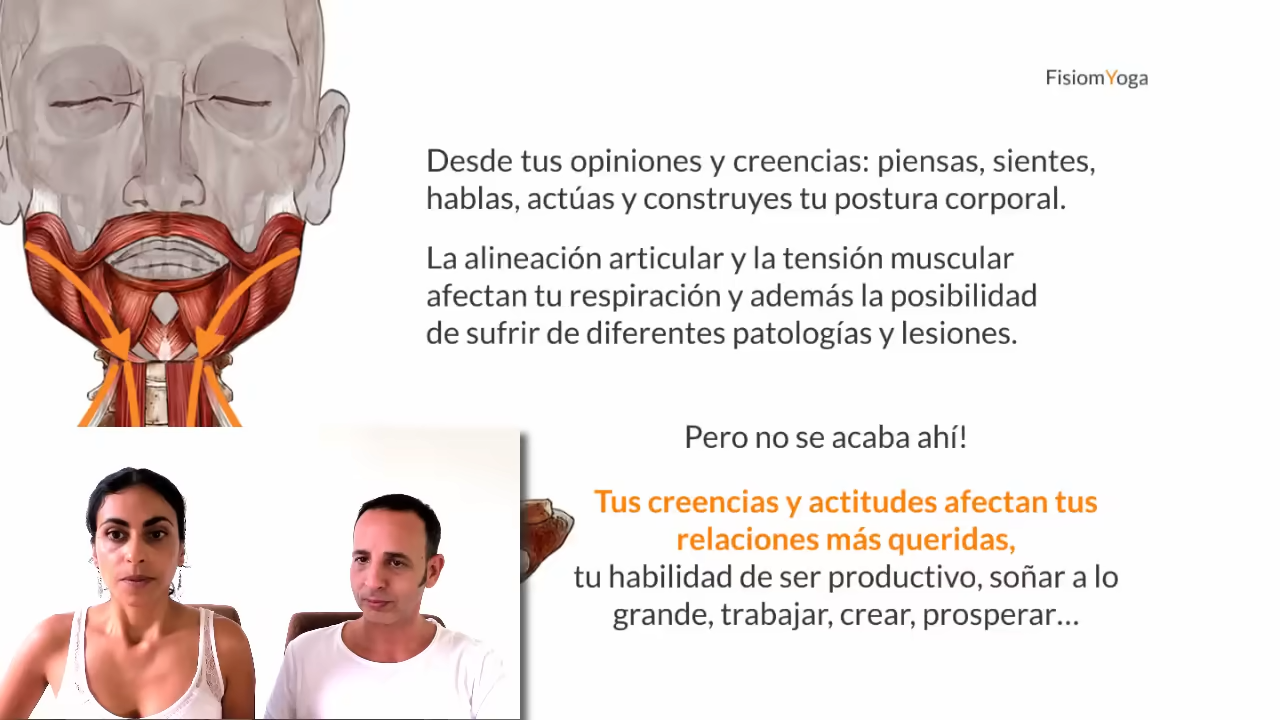 FisiomYoga
Desde tus opiniones y creencias: piensas, sientes,
hablas, actúas y construyes tu postura corporal.
La alineación articular y la tensión muscular
afectan tu respiración y además la posibilidad
de sufrir de diferentes patologías y lesiones.
Pero no se acaba ahí!
Tus creencias y actitudes afectan tus
relaciones más queridas,
tu habilidad de ser productivo, soñar a lo
grande, trabajar, crear, prosperar...